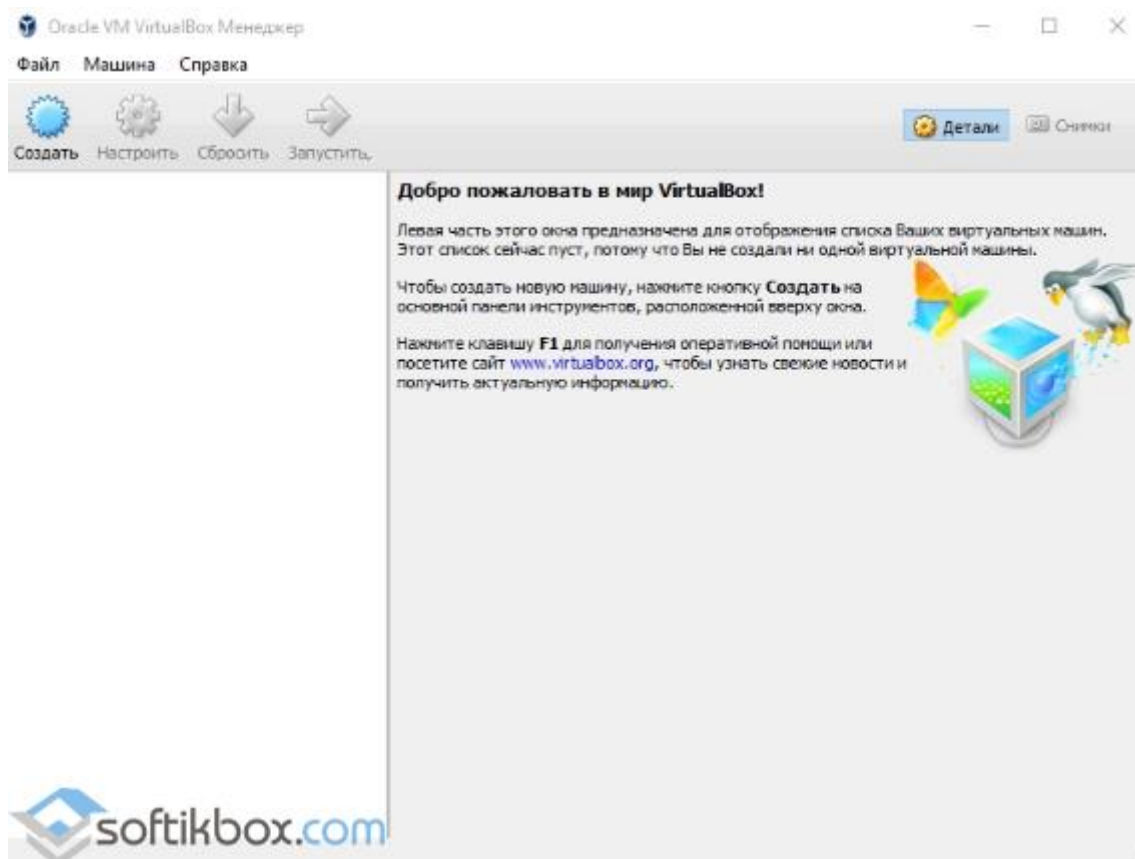 Oracle VM VirtualBox Менеджер
Файл Машина Справка
Создать Настроить Сбросить Запустить
Детали Снимки
Добро пожаловать в мир VirtualBox!
Левая часть этого окна предназначена для отображения списка Ваших виртуальных машин.
Этот список сейчас пуст, потому что Вы не создали ни одной виртуальной машины.
Чтобы создать новую машину, нажмите кнопку Создать на
основной панели инструментов, расположенной вверху окна.
Нажмите клавишу F1 для получения оперативной помощи или
посетите сайт www.virtualbox.org, чтобы узнать свежие новости и
получить актуальную информацию.
softikbox.com